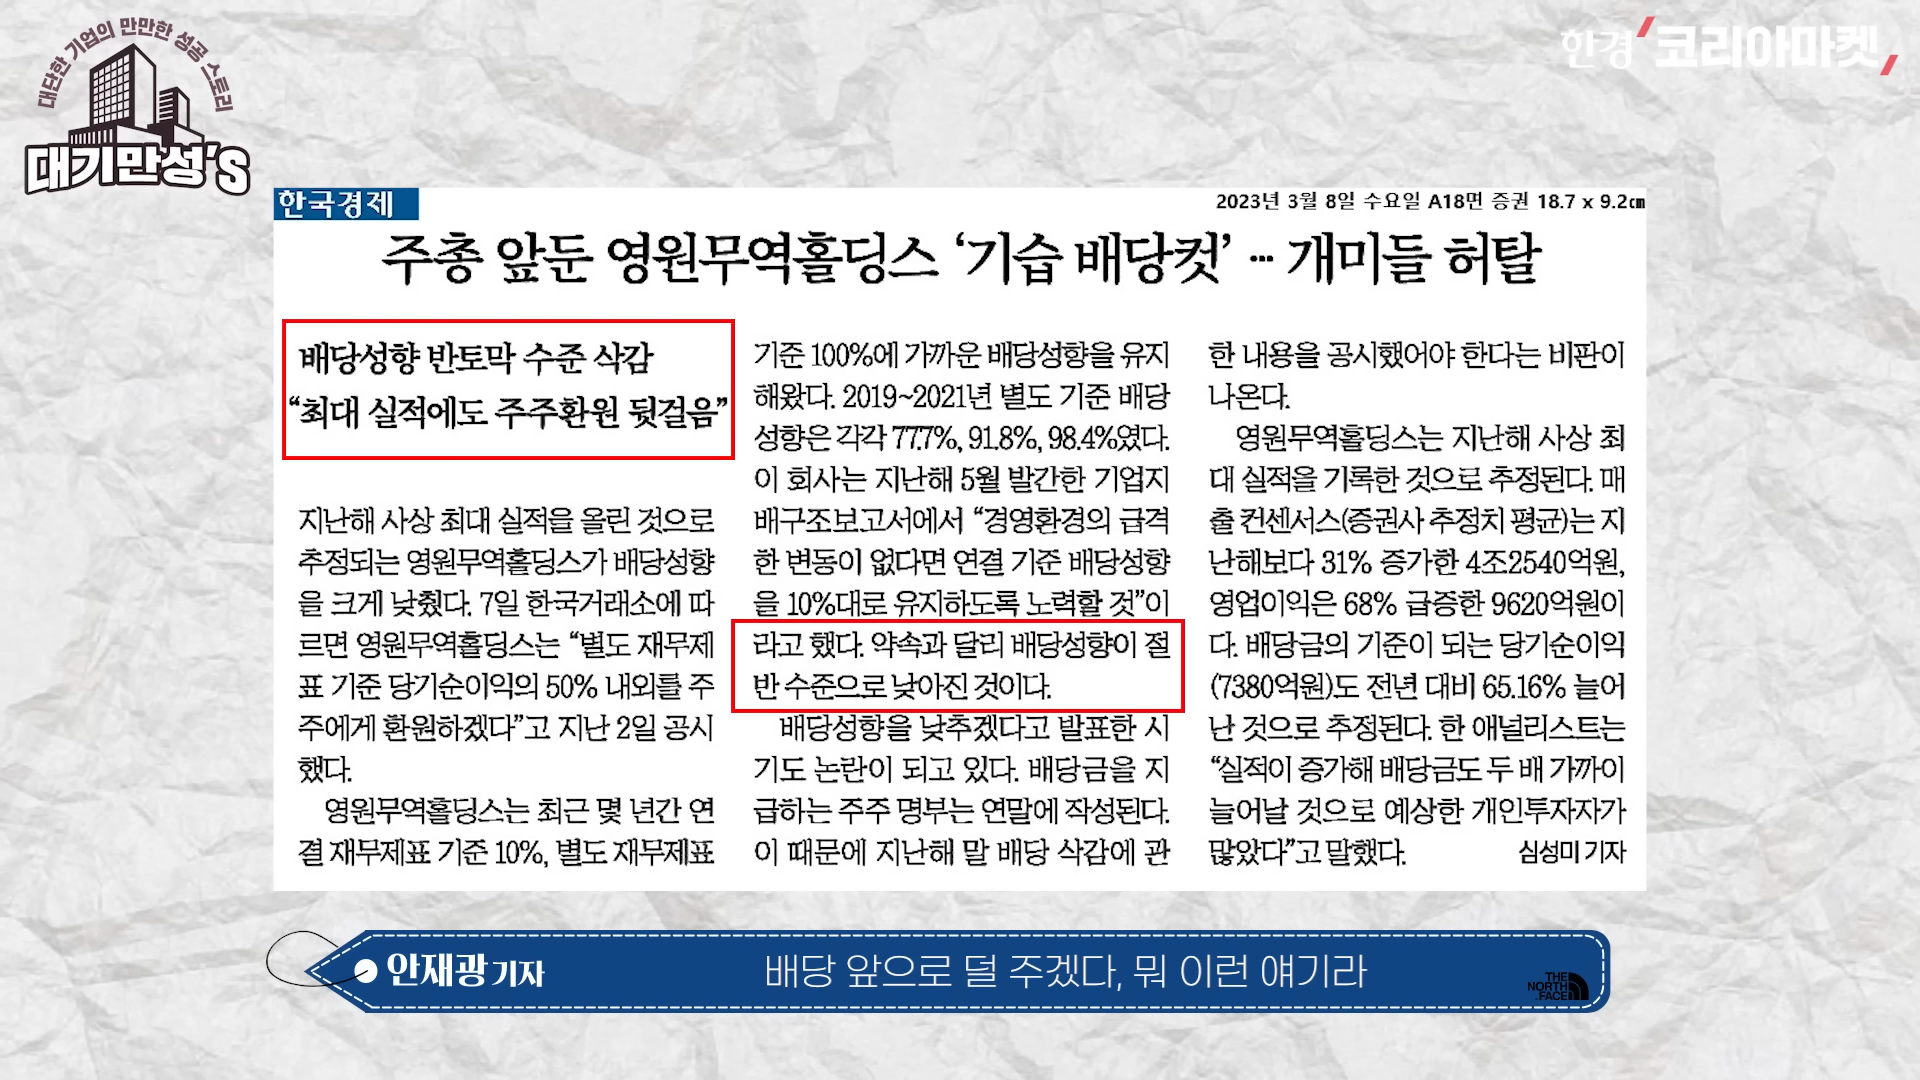 대단한 기업의 만만한 성공 스토리
대기만성'S
한경 '코리아마켓,
한국경제
2023년 3월 8일 수요일 A18면 증권 18.7 x 9.2㎝
주총 앞둔 영원무역홀딩스 ‘기습 배당컷’ … 개미들 허탈
배당성향 반토막 수준 삭감
“최대 실적에도 주주환원 뒷걸음”
지난해 사상 최대 실적을 올린 것으로
추정되는 영원무역홀딩스가 배당성향
을 크게 낮췄다. 7일 한국거래소에 따
르면 영원무역홀딩스는 “별도 재무제
표 기준 당기순이익의 50% 내외를 주
주에게 환원하겠다”고 지난 2일 공시
했다.
영원무역홀딩스는 최근 몇 년간 연
결 재무제표 기준 10%, 별도 재무제표
기준 100%에 가까운 배당성향을 유지
해왔다. 2019~2021년 별도 기준 배당
성향은 각각 77.7%, 91.8%, 98.4%였다.
이 회사는 지난해 5월 발간한 기업지
배구조보고서에서 “경영환경의 급격
한 변동이 없다면 연결 기준 배당성향
을 10%대로 유지하도록 노력할 것”이
라고 했다. 약속과 달리 배당성향이 절
반 수준으로 낮아진 것이다.
배당성향을 낮추겠다고 발표한 시
기도 논란이 되고 있다. 배당금을 지
급하는 주주 명부는 연말에 작성된다.
이 때문에 지난해 말 배당 삭감에 관
한 내용을 공시했어야 한다는 비판이
나온다.
영원무역홀딩스는 지난해 사상 최
대 실적을 기록한 것으로 추정된다. 매
출 컨센서스(증권사 추정치 평균)는 지
난해보다 31% 증가한 4조2540억원,
영업이익은 68% 급증한 9620억원이
다. 배당금의 기준이 되는 당기순이익
(7380억원)도 전년 대비 65.16% 늘어
난 것으로 추정된다. 한 애널리스트는
“실적이 증가해 배당금도 두 배 가까이
늘어날 것으로 예상한 개인투자자가
많았다”고 말했다.
심성미 기자
안재광 기자
배당 앞으로 덜 주겠다, 뭐 이런 얘기라
THE
NORTH
FACE